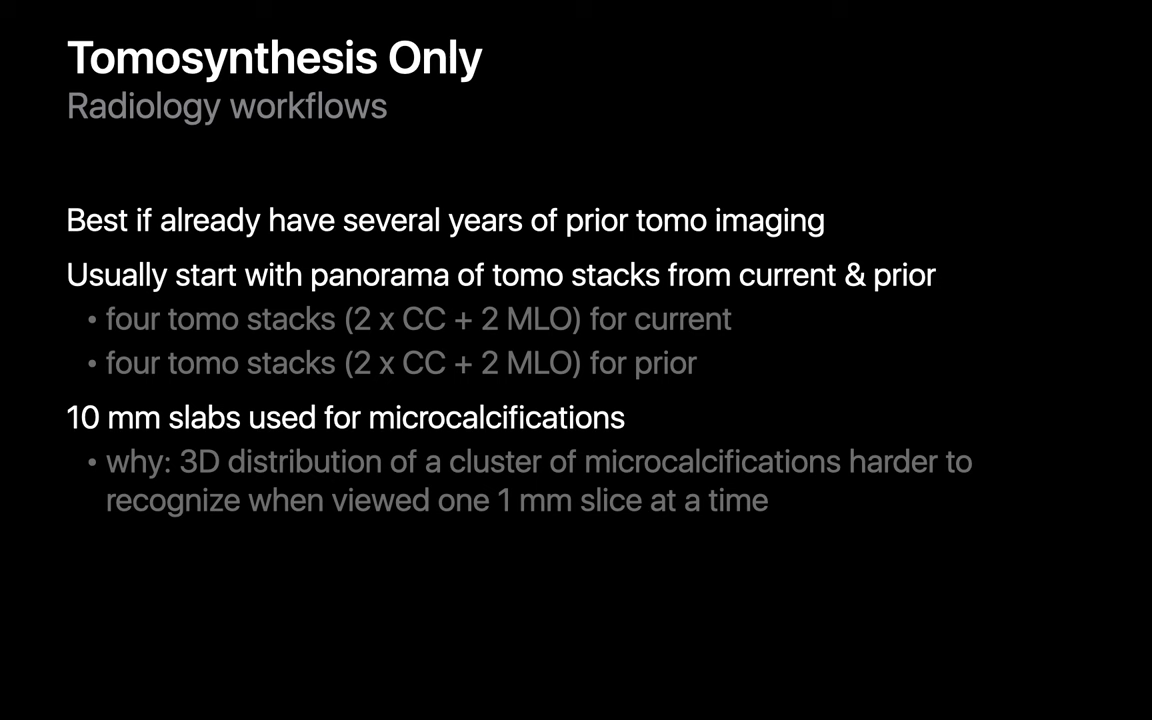 Tomosynthesis Only
Radiology workflows
Best if already have several years of prior tomo imaging
Usually start with panorama of tomo stacks from current & prior
• four tomo stacks (2 x CC + 2 MLO) for current
• four tomo stacks (2 x CC + 2 MLO) for prior
10 mm slabs used for microcalcifications
• why: 3D distribution of a cluster of microcalcifications harder to
recognize when viewed one 1 mm slice at a time